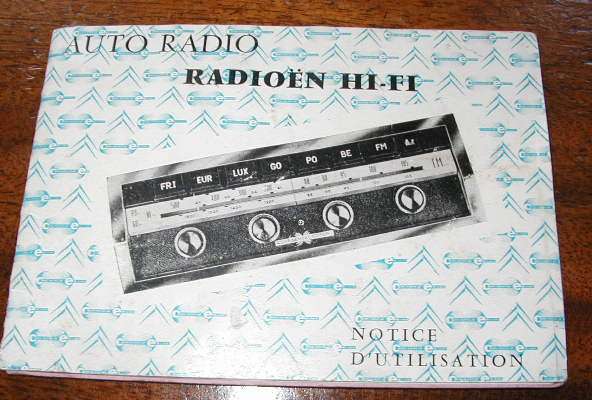 AUTO RADIO
RADIOËN HI-FI
FRI EUR LUX GO PO BE FM
FM
NOTICE
D'UTILISATION